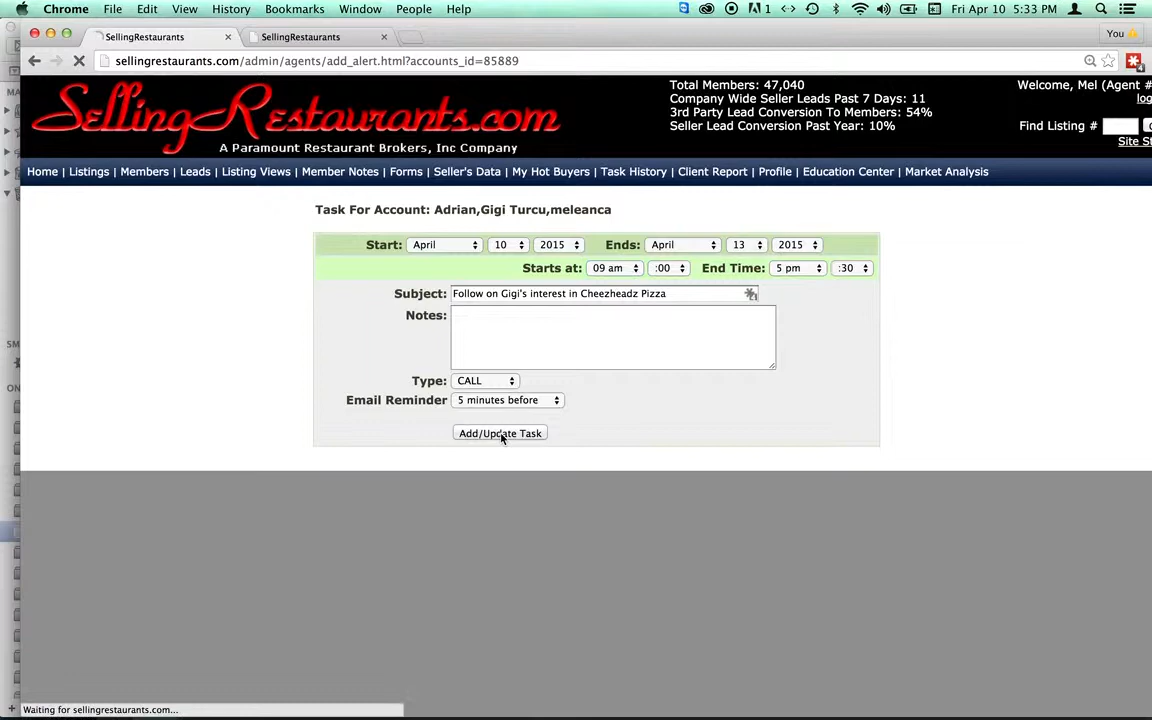 Chrome File Edit View History Bookmarks Window People Help 1 Fri Apr 10 5:33 PM
SellingRestaurants SellingRestaurants You
sellingrestaurants.com/admin/agents/add_alert.html?accounts_id=85889
SellingRestaurants.com
A Paramount Restaurant Brokers, Inc Company
Total Members: 47,040
Company Wide Seller Leads Past 7 Days: 11
3rd Party Lead Conversion To Members: 54%
Seller Lead Conversion Past Year: 10%
Welcome, Mel (Agent #
log
Find Listing #
Site St
Home | Listings | Members | Leads | Listing Views | Member Notes | Forms | Seller's Data | My Hot Buyers | Task History | Client Report | Profile | Education Center | Market Analysis
Task For Account: Adrian,Gigi Turcu,meleanca
Start: April 10 2015 Ends: April 13 2015
Starts at: 09 am :00 End Time: 5 pm :30
Subject: Follow on Gigi's interest in Cheezheadz Pizza
Notes:
Type: CALL
Email Reminder 5 minutes before
Add/Update Task
Waiting for sellingrestaurants.com...
MA
SM
ON